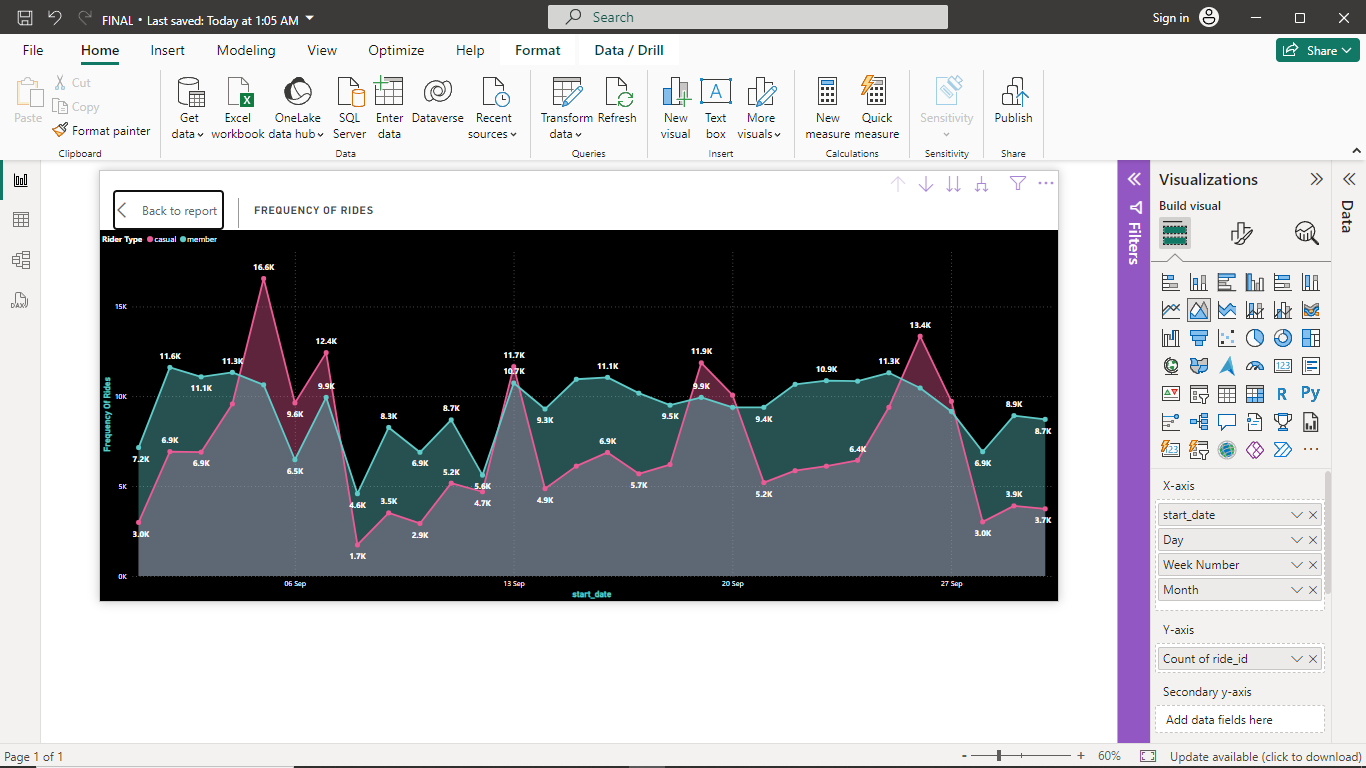 FINAL • Last saved: Today at 1:05 AM
Search
Sign in
File Home Insert Modeling View Optimize Help Format Data / Drill
Share
Paste
Cut
Copy
Format painter
Clipboard
Get data
Excel workbook
OneLake data hub
SQL Server
Enter data
Dataverse
Recent sources
Data
Transform data
Refresh
Queries
New visual
Text box
More visuals
Insert
New measure
Quick measure
Calculations
Sensitivity
Sensitivity
Publish
Share
Back to report
FREQUENCY OF RIDES
Rider Type casual member
Frequency Of Rides
15K
10K
5K
0K
16.6K
12.4K
11.6K
11.1K
11.3K
9.6K
9.9K
6.5K
7.2K
6.9K
6.9K
3.0K
8.3K
8.7K
6.9K
5.2K
5.6K
4.7K
4.6K
3.5K
2.9K
1.7K
11.7K
10.7K
9.3K
4.9K
11.1K
6.9K
5.7K
9.5K
11.9K
9.9K
9.4K
5.2K
10.9K
6.4K
11.3K
13.4K
6.9K
3.0K
8.9K
8.7K
3.9K
3.7K
06 Sep 13 Sep 20 Sep 27 Sep
start_date
Filters
Visualizations
Build visual
123
R
Py
123
X-axis
start_date
Day
Week Number
Month
Y-axis
Count of ride_id
Secondary y-axis
Add data fields here
Data
DAX
Page 1 of 1
- + 60%
Update available (click to download)